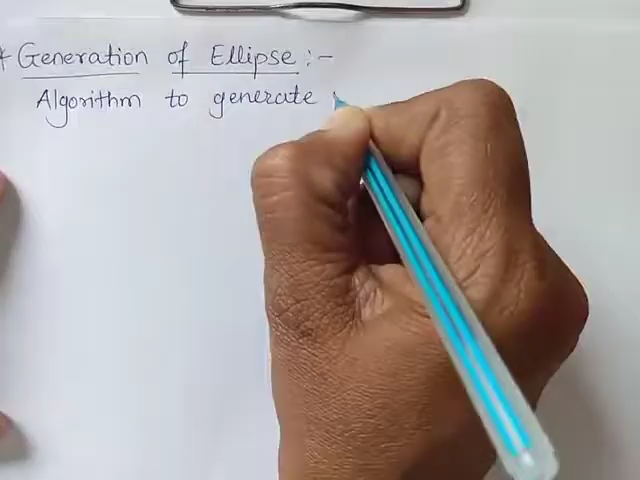 * Generation of Ellipse :-
Algorithm to generate